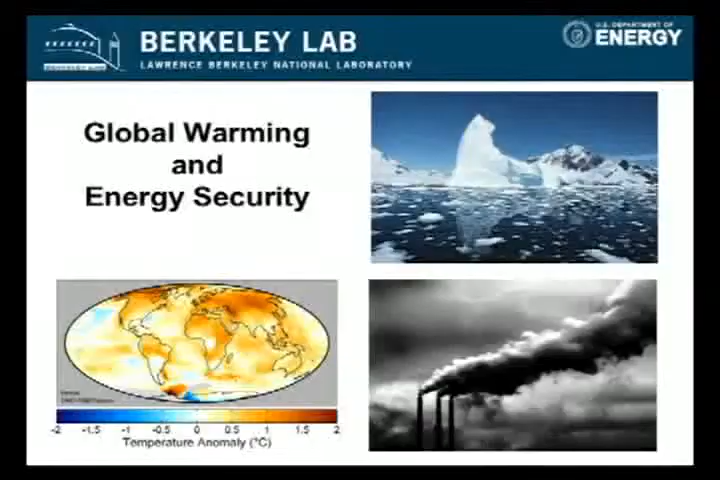 BERKELEY LAB
LAWRENCE BERKELEY NATIONAL LABORATORY
U.S. DEPARTMENT OF
ENERGY
Global Warming
and
Energy Security
-2 -1.5 -1 -0.5 0 0.5 1 1.5 2
Temperature Anomaly (°C)